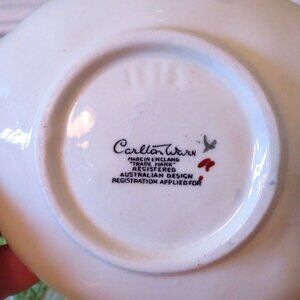 Carlton Ware
MADE IN ENGLAND
"TRADE MARK"
REGISTERED
AUSTRALIAN DESIGN
REGISTRATION APPLIED FOR